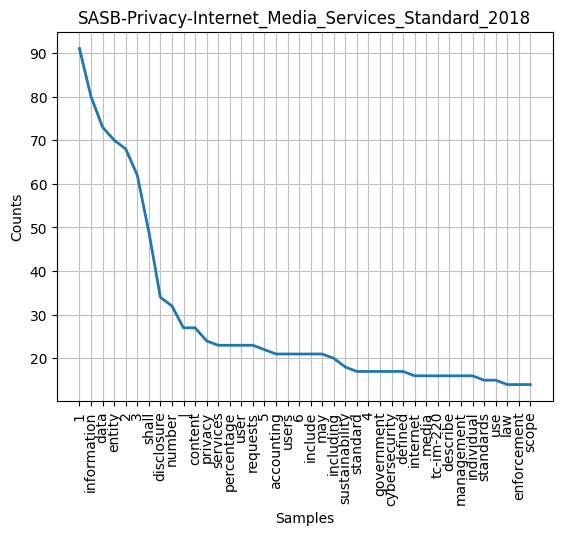 SASB-Privacy-Internet_Media_Services_Standard_2018
Counts
90
80
70
60
50
40
30
20
1
information
data
entity
2
3
shall
disclosure
number
|
content
privacy
services
percentage
user
requests
5
accounting
users
6
include
may
including
sustainability
standard
4
government
cybersecurity
defined
internet
media
tc-im-220
describe
management
individual
standards
use
law
enforcement
scope
Samples